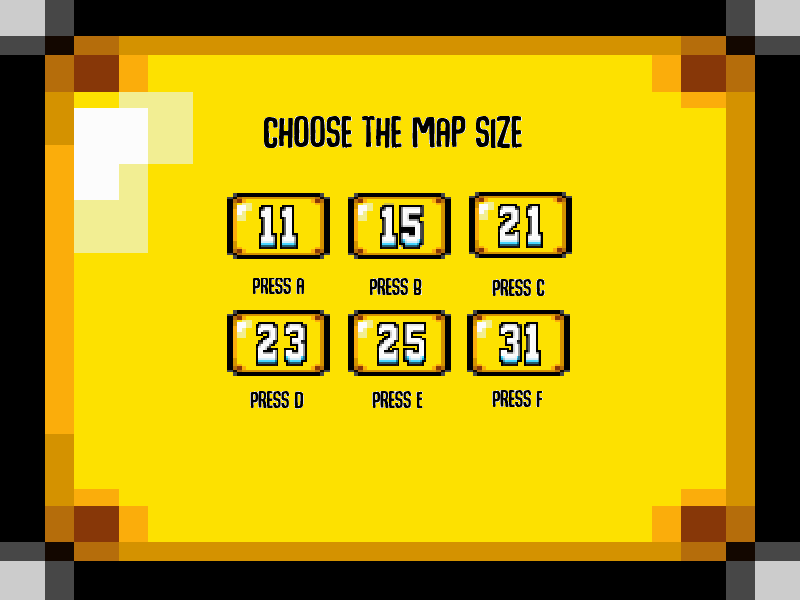 CHOOSE THE MAP SIZE
11 15 21
PRESS A PRESS B PRESS C
23 25 31
PRESS D PRESS E PRESS F